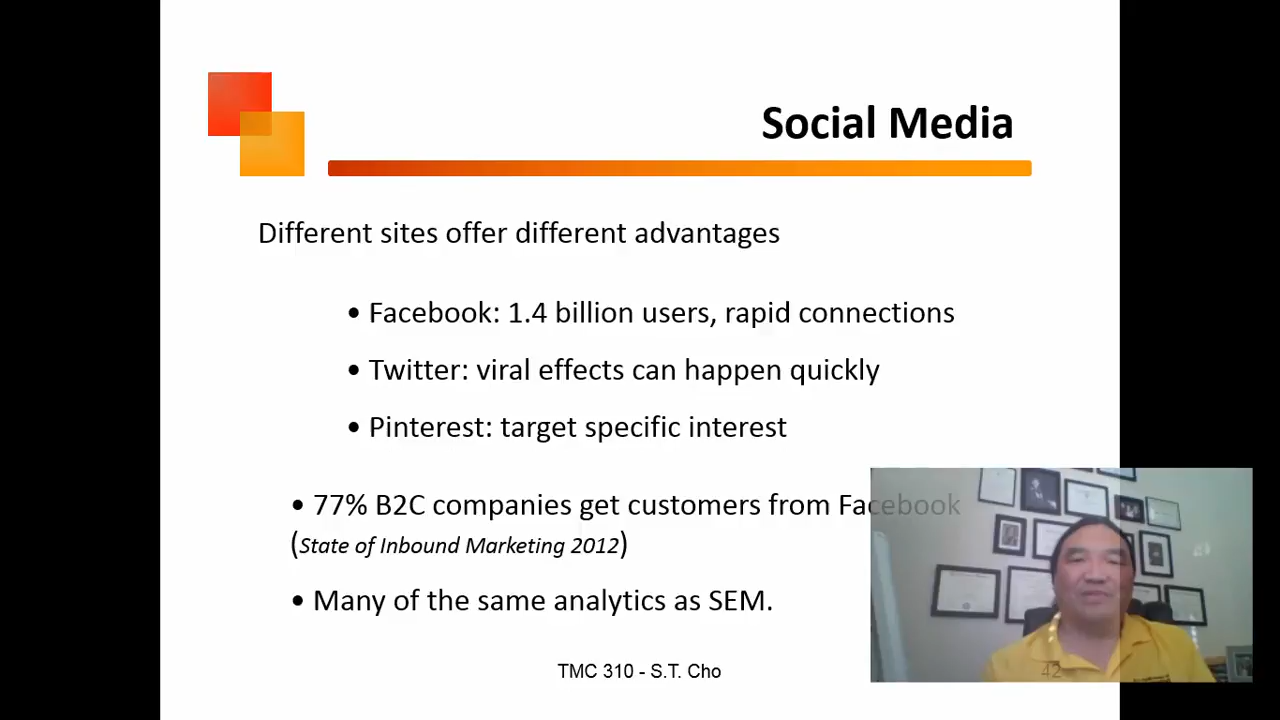 Social Media
Different sites offer different advantages
• Facebook: 1.4 billion users, rapid connections
• Twitter: viral effects can happen quickly
• Pinterest: target specific interest
• 77% B2C companies get customers from Facebook
(State of Inbound Marketing 2012)
• Many of the same analytics as SEM.
TMC 310 - S.T. Cho
42